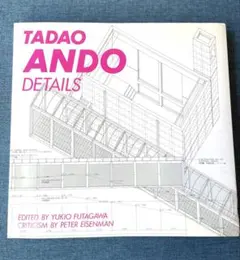 TADAO
ANDO
DETAILS
EDITED BY YUKIO FUTAGAWA
CRITICISM BY PETER EISENMAN